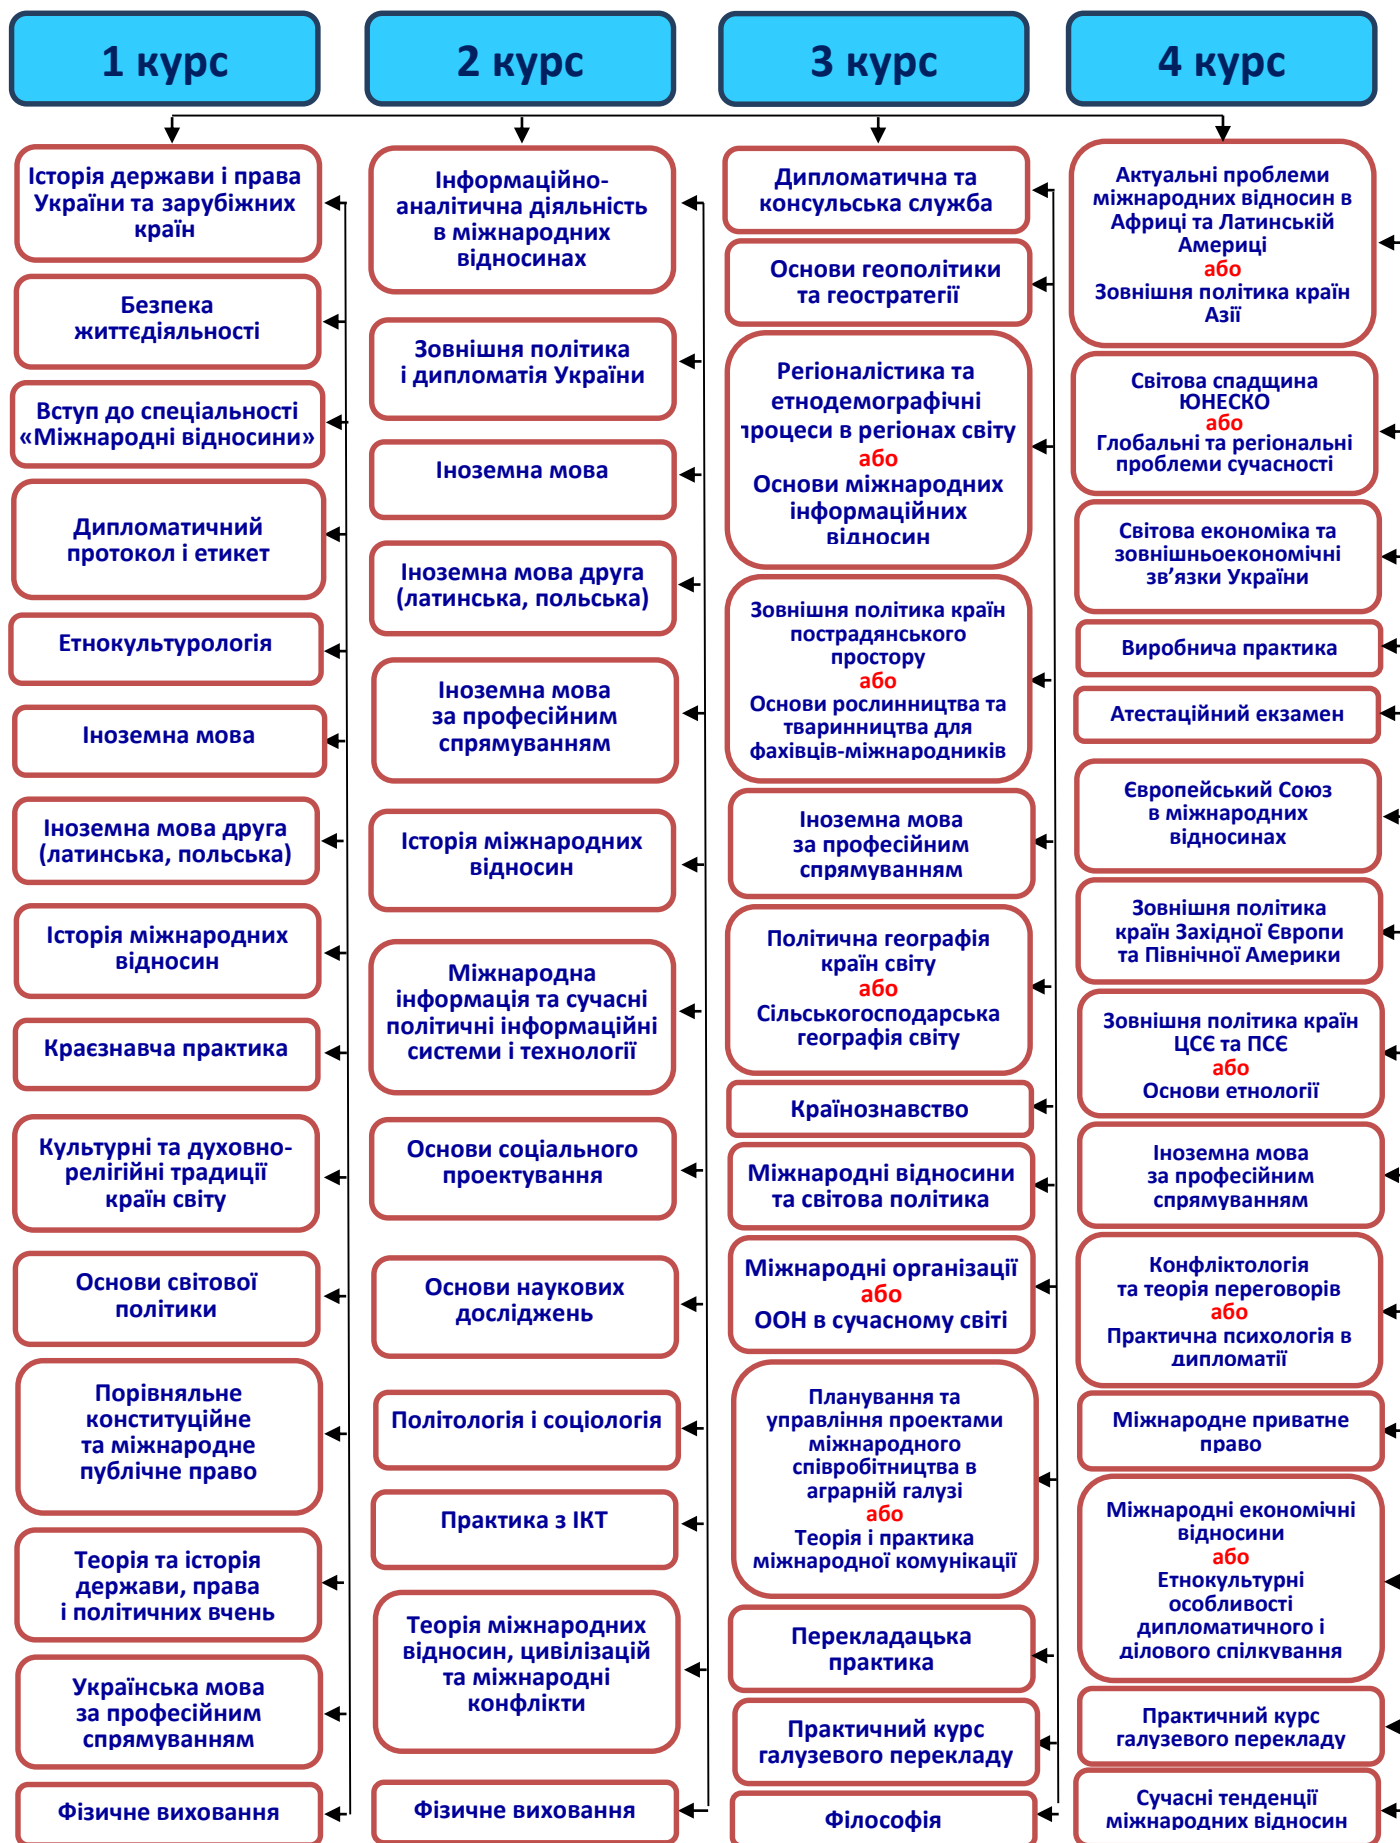 1 курс
2 курс
3 курс
4 курс
Історія держави і права
України та зарубіжних
країн
Безпека
життєдіяльності
Вступ до спеціальності
«Міжнародні відносини»
Дипломатичний
протокол і етикет
Етнокультурологія
Іноземна мова
Іноземна мова друга
(латинська, польська)
Історія міжнародних
відносин
Краєзнавча практика
Культурні та духовно-
релігійні традиції
країн світу
Основи світової
політики
Порівняльне
конституційне
та міжнародне
публічне право
Теорія та історія
держави, права
і політичних вчень
Українська мова
за професійним
спрямуванням
Фізичне виховання
Інформаційно-
аналітична діяльність
в міжнародних
відносинах
Зовнішня політика
і дипломатія України
Іноземна мова
Іноземна мова друга
(латинська, польська)
Іноземна мова
за професійним
спрямуванням
Історія міжнародних
відносин
Міжнародна
інформація та сучасні
політичні інформаційні
системи і технології
Основи соціального
проектування
Основи наукових
досліджень
Політологія і соціологія
Практика з ІКТ
Теорія міжнародних
відносин, цивілізацій
та міжнародні
конфлікти
Фізичне виховання
Дипломатична та
консульська служба
Основи геополітики
та геостратегії
Регіоналістика та
етнодемографічні
процеси в регіонах світу
або
Основи міжнародних
інформаційних
відносин
Зовнішня політика країн
пострадянського
простору
або
Основи рослинництва та
тваринництва для
фахівців-міжнародників
Іноземна мова
за професійним
спрямуванням
Політична географія
країн світу
або
Сільськогосподарська
географія світу
Країнознавство
Міжнародні відносини
та світова політика
Міжнародні організації
або
ООН в сучасному світі
Планування та
управління проектами
міжнародного
співробітництва в
аграрній галузі
або
Теорія і практика
міжнародної комунікації
Перекладацька
практика
Практичний курс
галузевого перекладу
Філософія
Актуальні проблеми
міжнародних відносин в
Африці та Латинській
Америці
або
Зовнішня політика країн
Азії
Світова спадщина
ЮНЕСКО
або
Глобальні та регіональні
проблеми сучасності
Світова економіка та
зовнішньоекономічні
зв’язки України
Виробнича практика
Атестаційний екзамен
Європейський Союз
в міжнародних
відносинах
Зовнішня політика
країн Західної Європи
та Північної Америки
Зовнішня політика країн
ЦСЄ та ПСЄ
або
Основи етнології
Іноземна мова
за професійним
спрямуванням
Конфліктологія
та теорія переговорів
або
Практична психологія в
дипломатії
Міжнародне приватне
право
Міжнародні економічні
відносини
або
Етнокультурні
особливості
дипломатичного і
ділового спілкування
Практичний курс
галузевого перекладу
Сучасні тенденції
міжнародних відносин